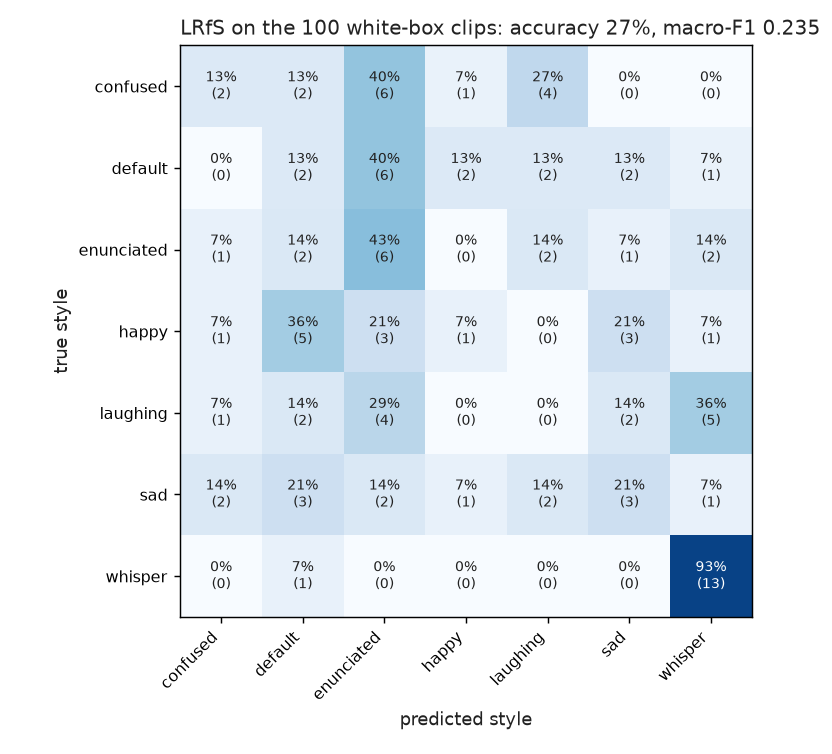 LRfS on the 100 white-box clips: accuracy 27%, macro-F1 0.235
confused
13% 13% 40% 7% 27% 0% 0%
(2) (2) (6) (1) (4) (0) (0)
default
0% 13% 40% 13% 13% 13% 7%
(0) (2) (6) (2) (2) (2) (1)
enunciated
7% 14% 43% 0% 14% 7% 14%
(1) (2) (6) (0) (2) (1) (2)
happy
7% 36% 21% 7% 0% 21% 7%
(1) (5) (3) (1) (0) (3) (1)
laughing
7% 14% 29% 0% 0% 14% 36%
(1) (2) (4) (0) (0) (2) (5)
sad
14% 21% 14% 7% 14% 21% 7%
(2) (3) (2) (1) (2) (3) (1)
whisper
0% 7% 0% 0% 0% 0% 93%
(0) (1) (0) (0) (0) (0) (13)
true style
confused default enunciated happy laughing sad whisper
predicted style